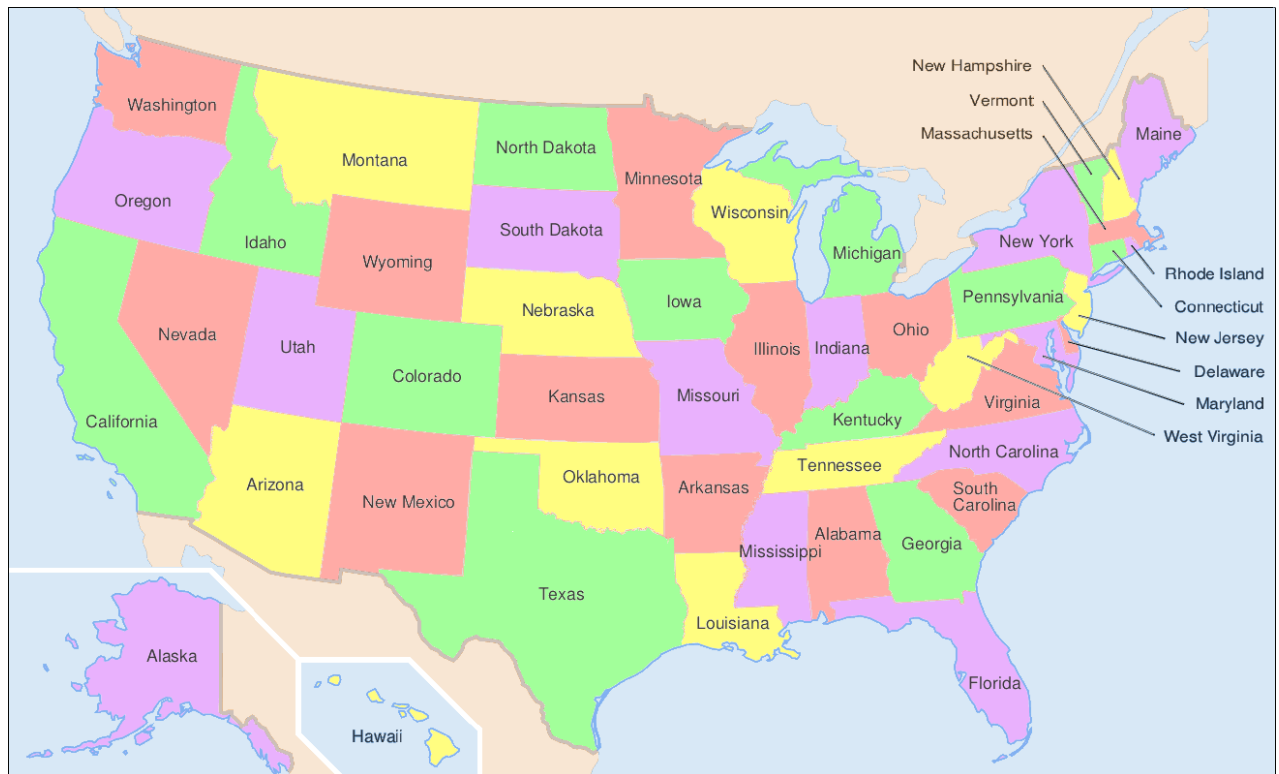 New Hampshire
Vermont
Massachusetts
Washington
Maine
North Dakota
Montana
Minnesota
Oregon
Wisconsin
South Dakota
New York
Idaho
Michigan
Wyoming
Rhode Island
Pennsylvania
Iowa
Connecticut
Nebraska
Ohio
Nevada
New Jersey
Utah
Illinois
Indiana
Delaware
Colorado
Missouri
Kansas
Virginia
Maryland
California
Kentucky
West Virginia
North Carolina
Tennessee
Oklahoma
Arizona
Arkansas
South
Carolina
New Mexico
Alabama
Georgia
Mississippi
Texas
Louisiana
Alaska
Florida
Hawaii